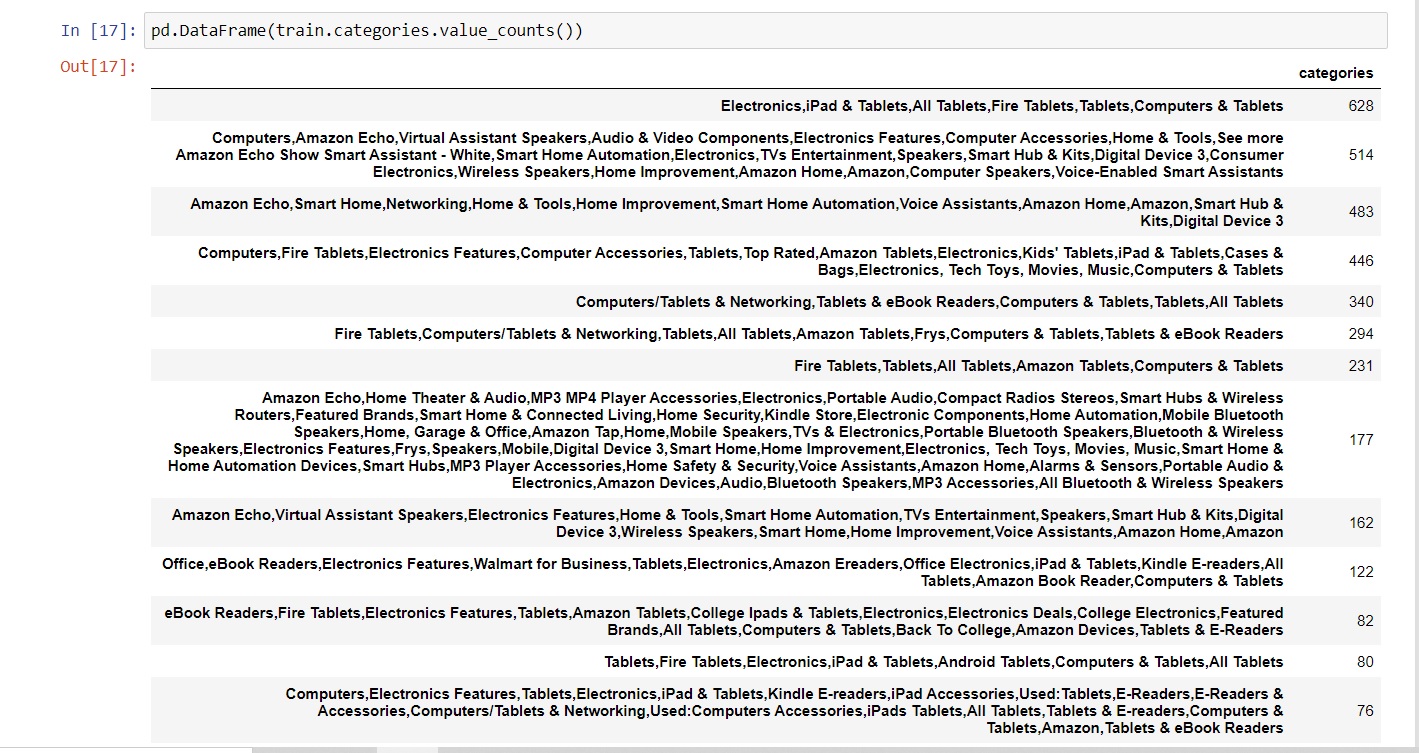 In [17]: pd.DataFrame(train.categories.value_counts())
Out[17]:
categories
Electronics,iPad & Tablets,All Tablets,Fire Tablets,Tablets,Computers & Tablets 628
Computers,Amazon Echo,Virtual Assistant Speakers,Audio & Video Components,Electronics Features,Computer Accessories,Home & Tools,See more
Amazon Echo Show Smart Assistant - White,Smart Home Automation,Electronics,TVs Entertainment,Speakers,Smart Hub & Kits,Digital Device 3,Consumer 514
Electronics,Wireless Speakers,Home Improvement,Amazon Home,Amazon,Computer Speakers,Voice-Enabled Smart Assistants
Amazon Echo,Smart Home,Networking,Home & Tools,Home Improvement,Smart Home Automation,Voice Assistants,Amazon Home,Amazon,Smart Hub & 483
Kits,Digital Device 3
Computers,Fire Tablets,Electronics Features,Computer Accessories,Tablets,Top Rated,Amazon Tablets,Electronics,Kids' Tablets,iPad & Tablets,Cases & 446
Bags,Electronics, Tech Toys, Movies, Music,Computers & Tablets
Computers/Tablets & Networking,Tablets & eBook Readers,Computers & Tablets,Tablets,All Tablets 340
Fire Tablets,Computers/Tablets & Networking,Tablets,All Tablets,Amazon Tablets,Frys,Computers & Tablets,Tablets & eBook Readers 294
Fire Tablets,Tablets,All Tablets,Amazon Tablets,Computers & Tablets 231
Amazon Echo,Home Theater & Audio,MP3 MP4 Player Accessories,Electronics,Portable Audio,Compact Radios Stereos,Smart Hubs & Wireless
Routers,Featured Brands,Smart Home & Connected Living,Home Security,Kindle Store,Electronic Components,Home Automation,Mobile Bluetooth
Speakers,Home, Garage & Office,Amazon Tap,Home,Mobile Speakers,TVs & Electronics,Portable Bluetooth Speakers,Bluetooth & Wireless 177
Speakers,Electronics Features,Frys,Speakers,Mobile,Digital Device 3,Smart Home,Home Improvement,Electronics, Tech Toys, Movies, Music,Smart Home &
Home Automation Devices,Smart Hubs,MP3 Player Accessories,Home Safety & Security,Voice Assistants,Amazon Home,Alarms & Sensors,Portable Audio &
Electronics,Amazon Devices,Audio,Bluetooth Speakers,MP3 Accessories,All Bluetooth & Wireless Speakers
Amazon Echo,Virtual Assistant Speakers,Electronics Features,Home & Tools,Smart Home Automation,TVs Entertainment,Speakers,Smart Hub & Kits,Digital 162
Device 3,Wireless Speakers,Smart Home,Home Improvement,Voice Assistants,Amazon Home,Amazon
Office,eBook Readers,Electronics Features,Walmart for Business,Tablets,Electronics,Amazon Ereaders,Office Electronics,iPad & Tablets,Kindle E-readers,All 122
Tablets,Amazon Book Reader,Computers & Tablets
eBook Readers,Fire Tablets,Electronics Features,Tablets,Amazon Tablets,College Ipads & Tablets,Electronics,Electronics Deals,College Electronics,Featured 82
Brands,All Tablets,Computers & Tablets,Back To College,Amazon Devices,Tablets & E-Readers
Tablets,Fire Tablets,Electronics,iPad & Tablets,Android Tablets,Computers & Tablets,All Tablets 80
Computers,Electronics Features,Tablets,Electronics,iPad & Tablets,Kindle E-readers,iPad Accessories,Used:Tablets,E-Readers,E-Readers &
Accessories,Computers/Tablets & Networking,Used:Computers Accessories,iPads Tablets,All Tablets,Tablets & E-readers,Computers & 76
Tablets,Amazon,Tablets & eBook Readers